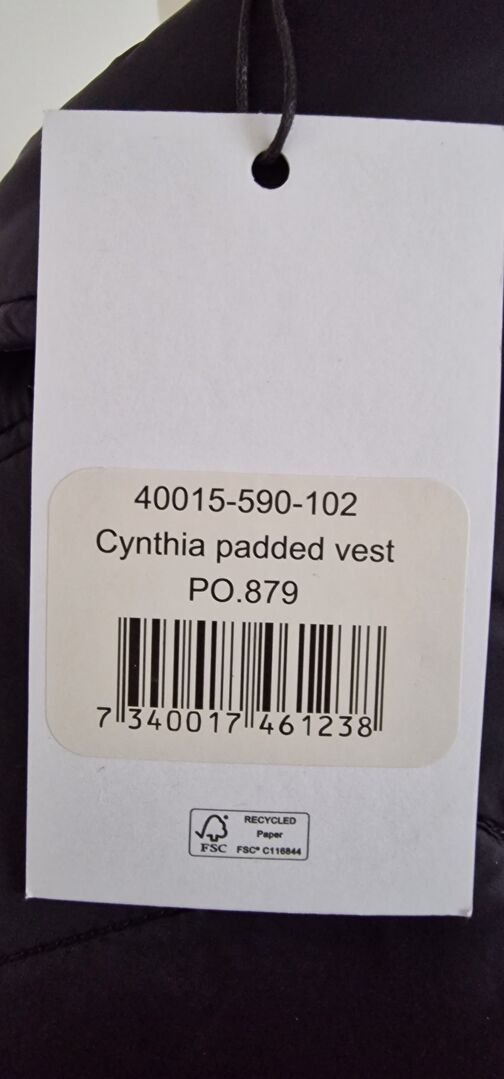 40015-590-102
Cynthia padded vest
PO.879
7 340017 461238
FSC
RECYCLED
Paper
FSC® C116844